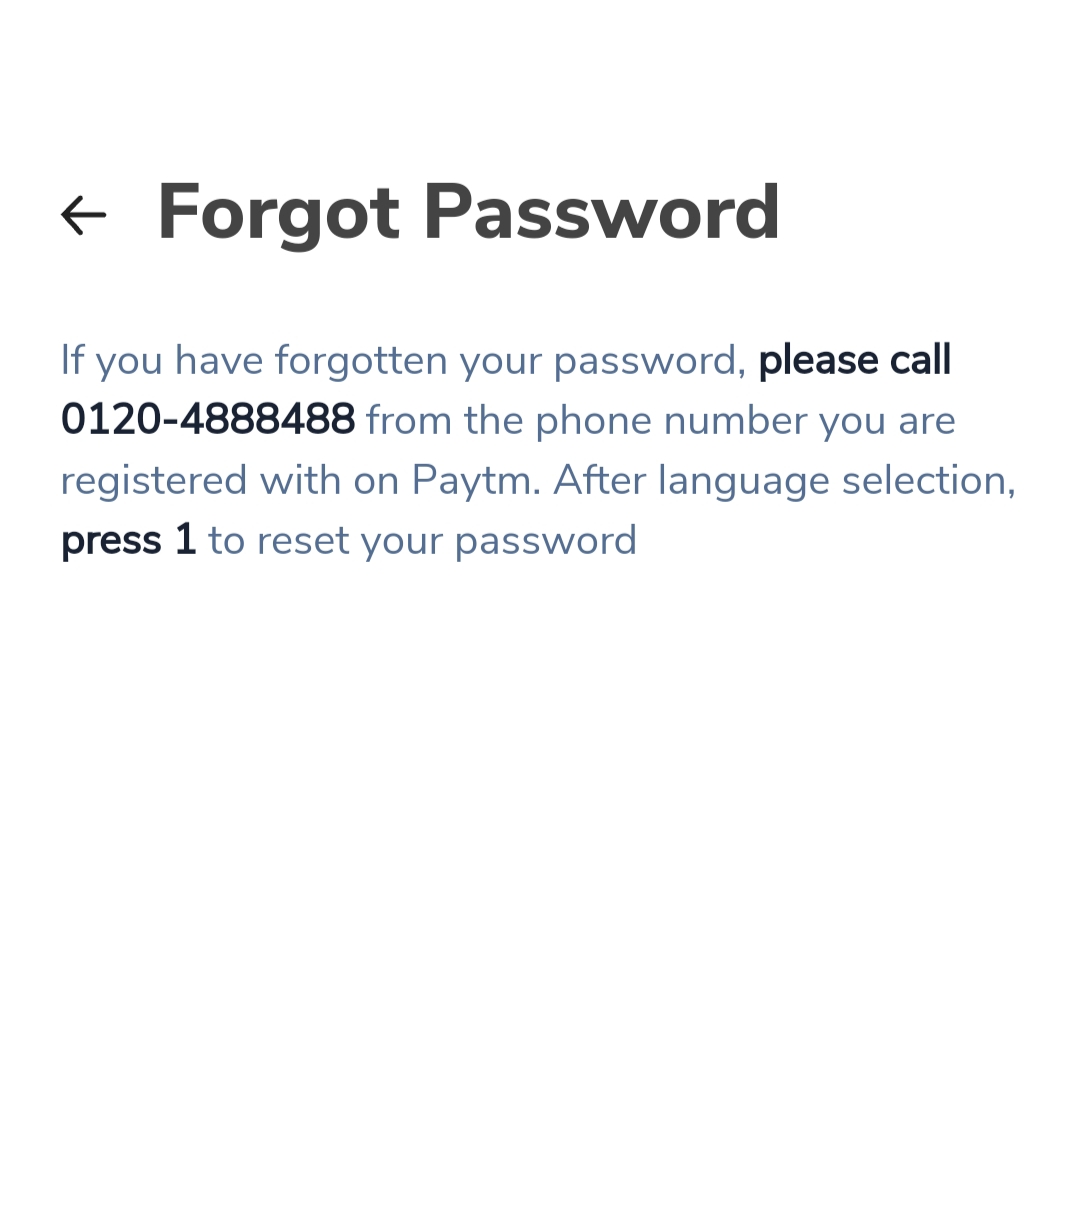 Forgot Password
If you have forgotten your password, please call
0120-4888488 from the phone number you are
registered with on Paytm. After language selection,
press 1 to reset your password